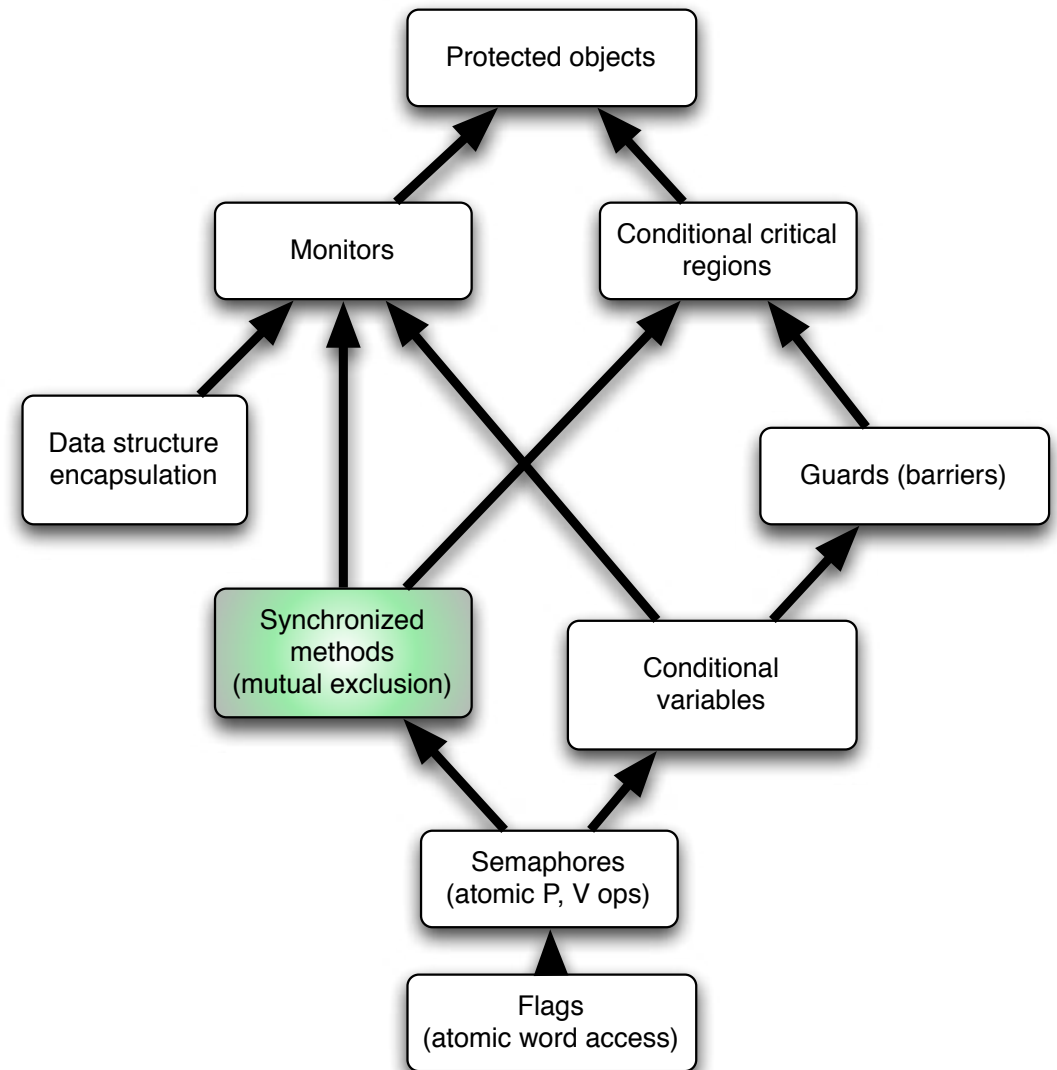 Protected objects
Monitors
Conditional critical
regions
Data structure
encapsulation
Guards (barriers)
Synchronized
methods
(mutual exclusion)
Conditional
variables
Semaphores
(atomic P, V ops)
Flags
(atomic word access)